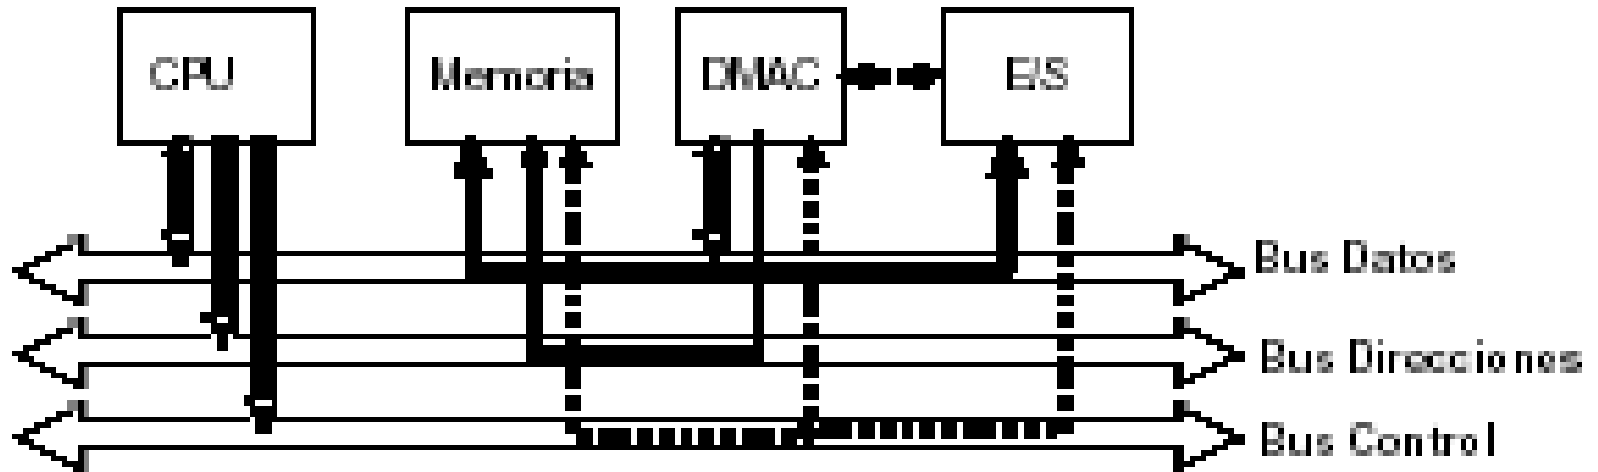 CPU
Memoria
DMAC
E/S
Bus Datos
Bus Direcciones
Bus Control